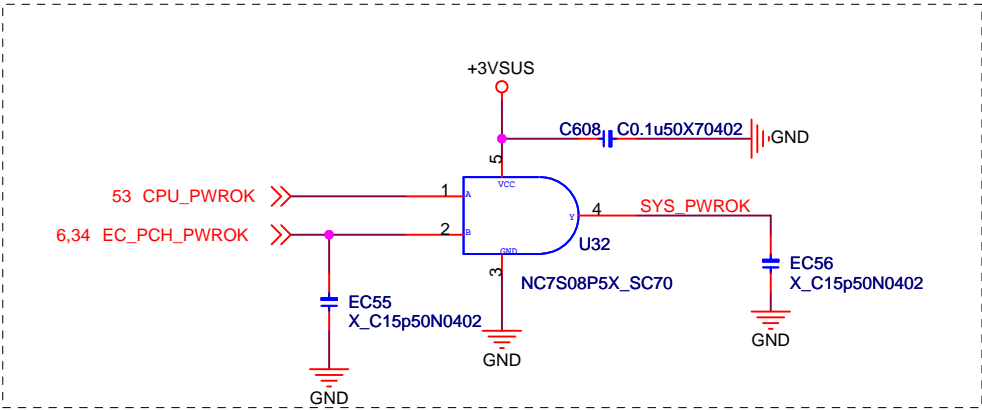 +3VSUS
C608 C0.1u50X70402
GND
5
VCC
53 CPU_PWROK
1
A
6,34 EC_PCH_PWROK
2
B
Y
4
SYS_PWROK
U32
GND
3
NC7S08P5X_SC70
EC55
X_C15p50N0402
EC56
X_C15p50N0402
GND
GND
GND